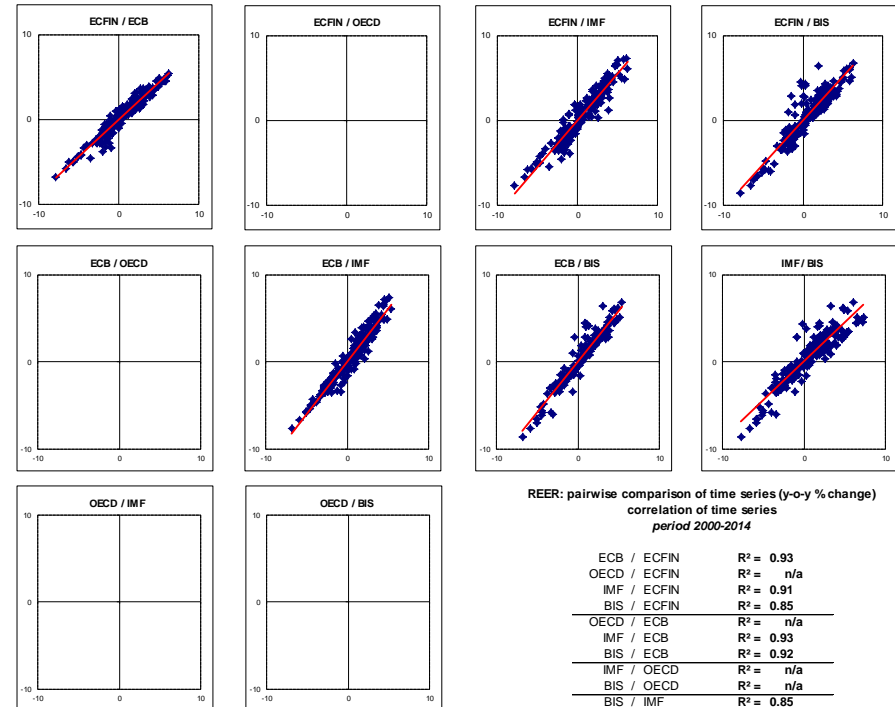 ECFIN / ECB
10
0
-10
-10
0
10
ECFIN / OECD
10
0
-10
-10
0
10
ECFIN / IMF
10
0
-10
-10
0
10
ECFIN / BIS
10
0
-10
-10
0
10
ECB / OECD
10
0
-10
-10
0
10
ECB / IMF
10
0
-10
-10
0
10
ECB / BIS
10
0
-10
-10
0
10
IMF / BIS
10
0
-10
-10
0
10
OECD / IMF
10
0
-10
-10
0
10
OECD / BIS
10
0
-10
-10
0
10
REER: pairwise comparison of time series (y-o-y % change)
correlation of time series
period 2000-2014
ECB / ECFIN R² = 0.93
OECD / ECFIN R² = n/a
IMF / ECFIN R² = 0.91
BIS / ECFIN R² = 0.85
OECD / ECB R² = n/a
IMF / ECB R² = 0.93
BIS / ECB R² = 0.92
IMF / OECD R² = n/a
BIS / OECD R² = n/a
BIS / IMF R² = 0.85